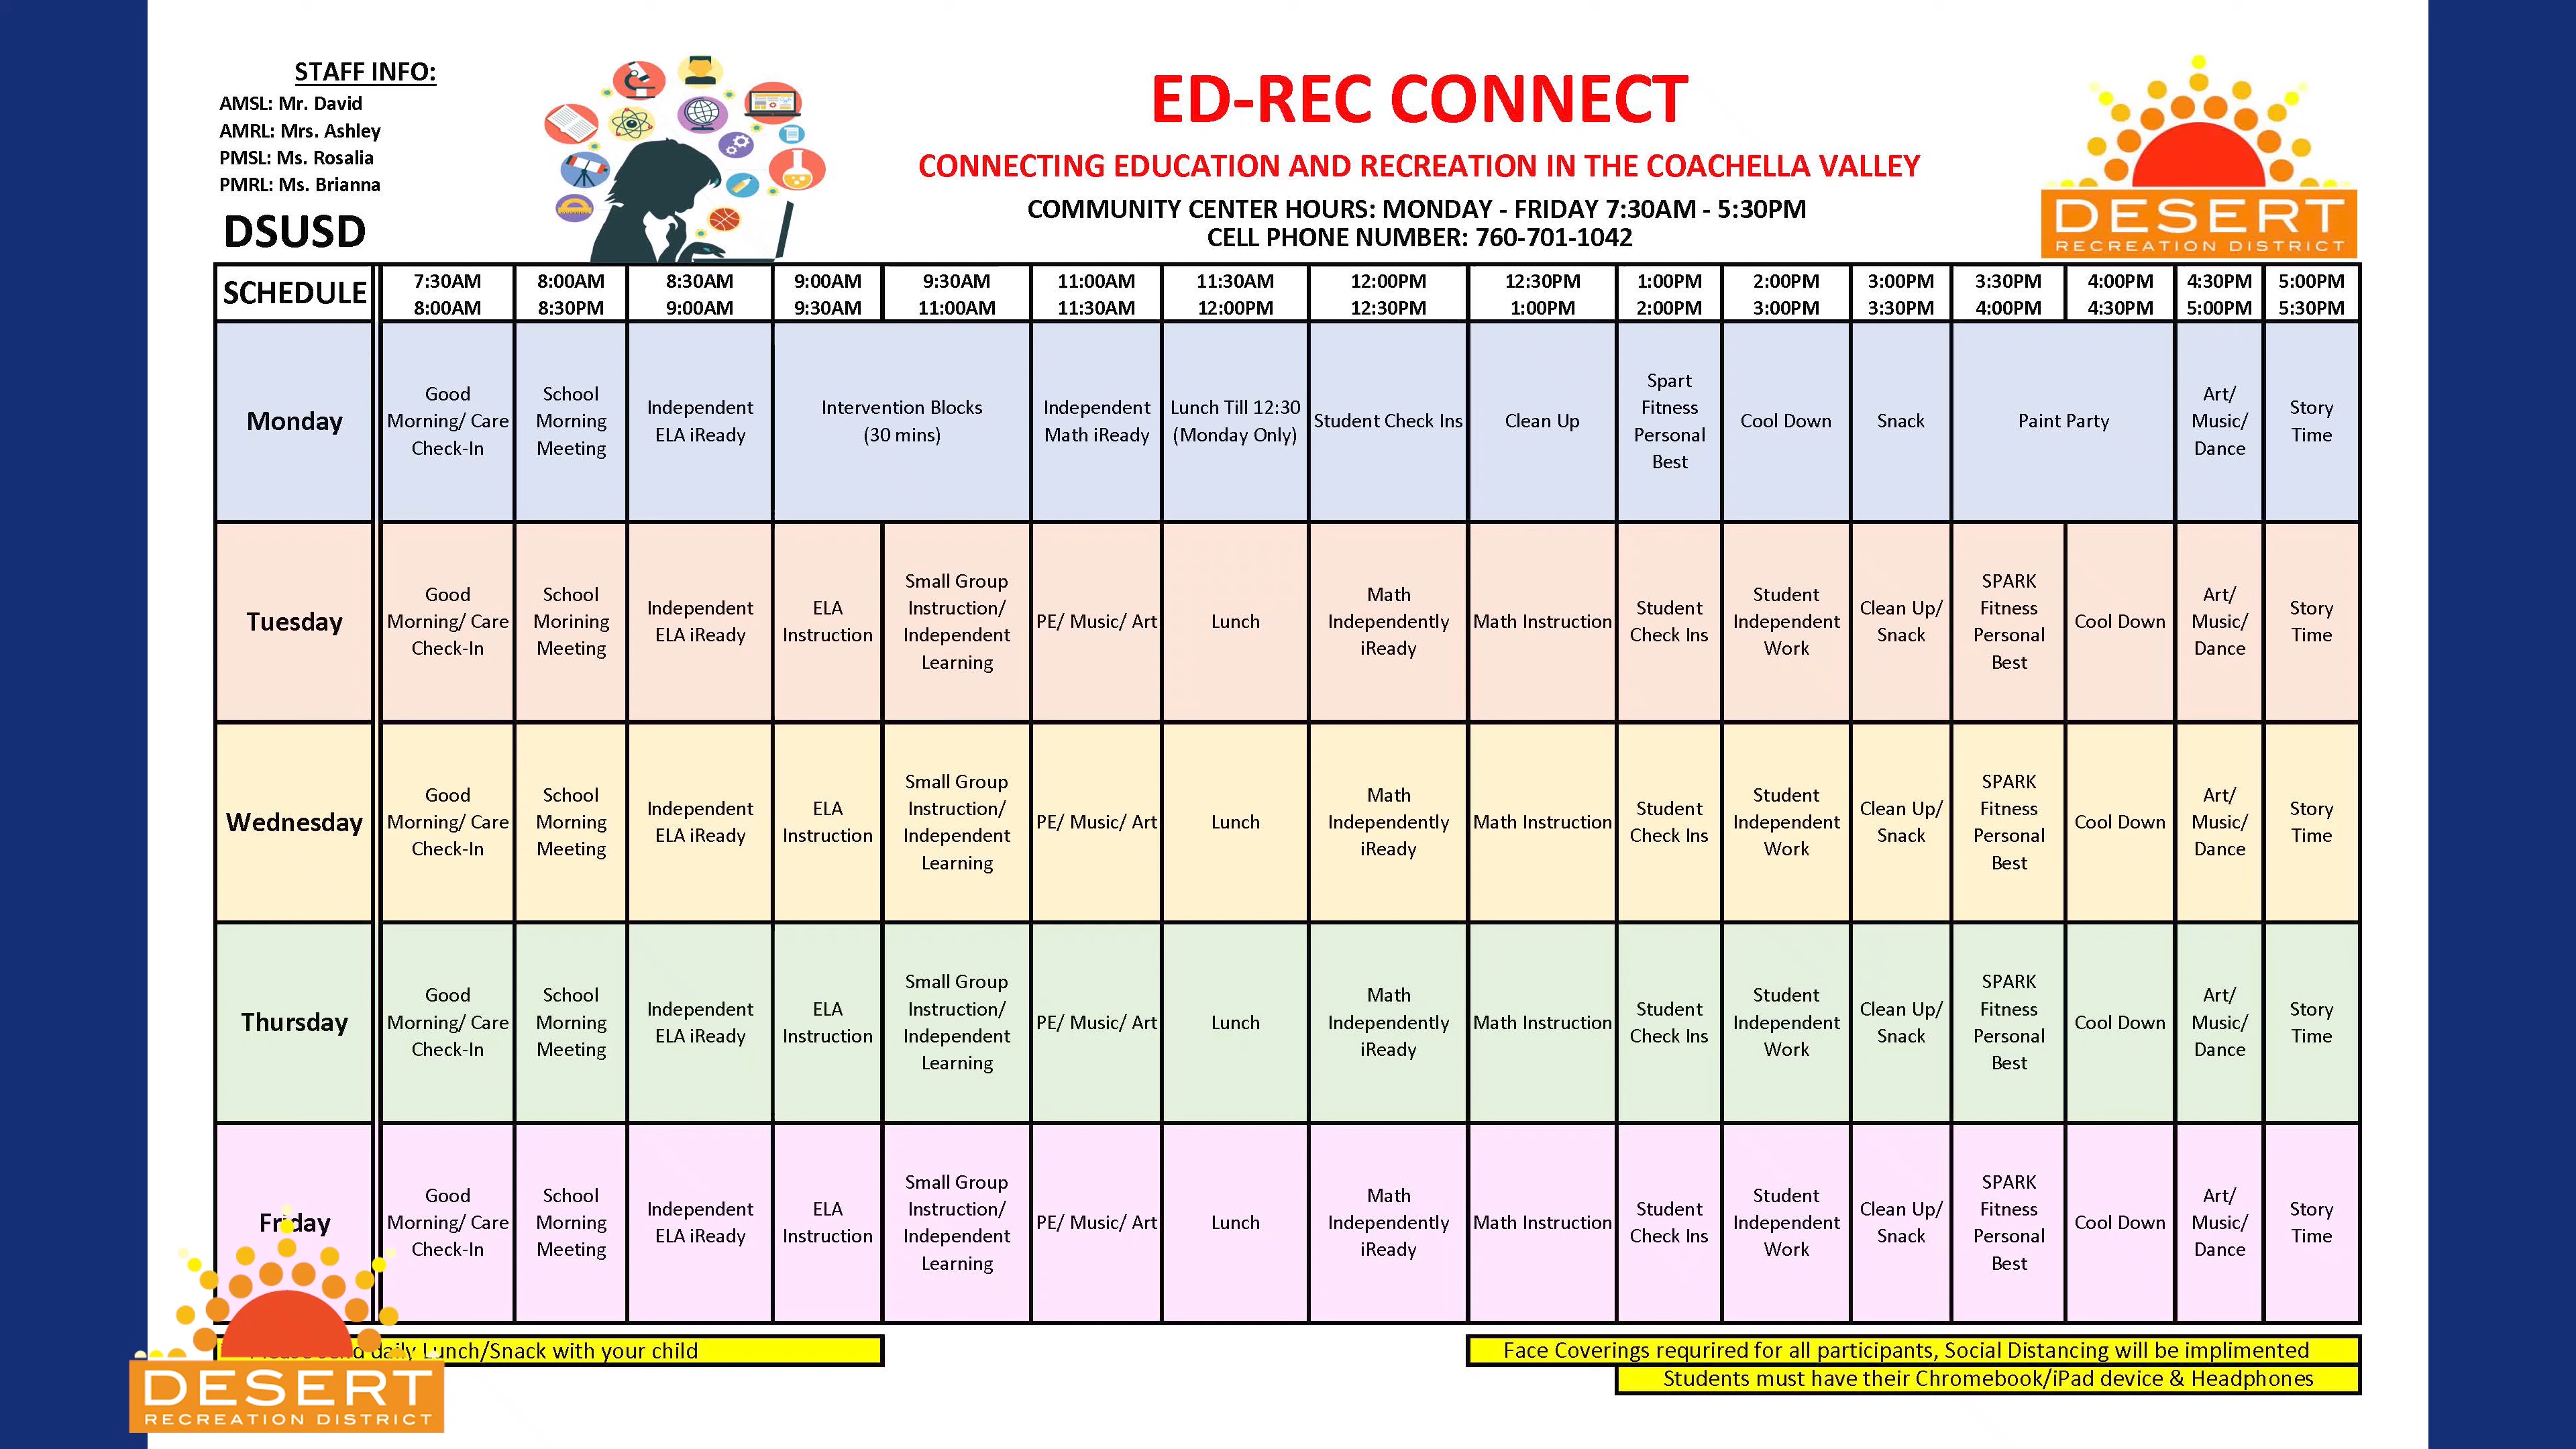 STAFF INFO:
AMSL: Mr. David
AMRL: Mrs. Ashley
PMSL: Ms. Rosalia
PMRL: Ms. Brianna
DSUSD
ED-REC CONNECT
CONNECTING EDUCATION AND RECREATION IN THE COACHELLA VALLEY
COMMUNITY CENTER HOURS: MONDAY - FRIDAY 7:30AM - 5:30PM
CELL PHONE NUMBER: 760-701-1042
DESERT
RECREATION DISTRICT
SCHEDULE
7:30AM
8:00AM
8:00AM
8:30PM
8:30AM
9:00AM
9:00AM
9:30AM
9:30AM
11:00AM
11:00AM
11:30AM
11:30AM
12:00PM
12:00PM
12:30PM
12:30PM
1:00PM
1:00PM
2:00PM
2:00PM
3:00PM
3:00PM
3:30PM
3:30PM
4:00PM
4:00PM
4:30PM
4:30PM
5:00PM
5:00PM
5:30PM
Monday
Good
Morning/ Care
Check-In
School
Morning
Meeting
Independent
ELA iReady
Intervention Blocks
(30 mins)
Independent
Math iReady
Lunch Till 12:30
(Monday Only)
Student Check Ins
Clean Up
Spart
Fitness
Personal
Best
Cool Down
Snack
Paint Party
Art/
Music/
Dance
Story
Time
Tuesday
Good
Morning/ Care
Check-In
School
Morining
Meeting
Independent
ELA iReady
ELA
Instruction
Small Group
Instruction/
Independent
Learning
PE/ Music/ Art
Lunch
Math
Independently
iReady
Math Instruction
Student
Check Ins
Student
Independent
Work
Clean Up/
Snack
SPARK
Fitness
Personal
Best
Cool Down
Art/
Music/
Dance
Story
Time
Wednesday
Good
Morning/ Care
Check-In
School
Morning
Meeting
Independent
ELA iReady
ELA
Instruction
Small Group
Instruction/
Independent
Learning
PE/ Music/ Art
Lunch
Math
Independently
iReady
Math Instruction
Student
Check Ins
Student
Independent
Work
Clean Up/
Snack
SPARK
Fitness
Personal
Best
Cool Down
Art/
Music/
Dance
Story
Time
Thursday
Good
Morning/ Care
Check-In
School
Morning
Meeting
Independent
ELA iReady
ELA
Instruction
Small Group
Instruction/
Independent
Learning
PE/ Music/ Art
Lunch
Math
Independently
iReady
Math Instruction
Student
Check Ins
Student
Independent
Work
Clean Up/
Snack
SPARK
Fitness
Personal
Best
Cool Down
Art/
Music/
Dance
Story
Time
Friday
Good
Morning/ Care
Check-In
School
Morning
Meeting
Independent
ELA iReady
ELA
Instruction
Small Group
Instruction/
Independent
Learning
PE/ Music/ Art
Lunch
Math
Independently
iReady
Math Instruction
Student
Check Ins
Student
Independent
Work
Clean Up/
Snack
SPARK
Fitness
Personal
Best
Cool Down
Art/
Music/
Dance
Story
Time
daily Lunch/Snack with your child
Face Coverings requrired for all participants, Social Distancing will be implimented
Students must have their Chromebook/iPad device & Headphones
DESERT
RECREATION DISTRICT